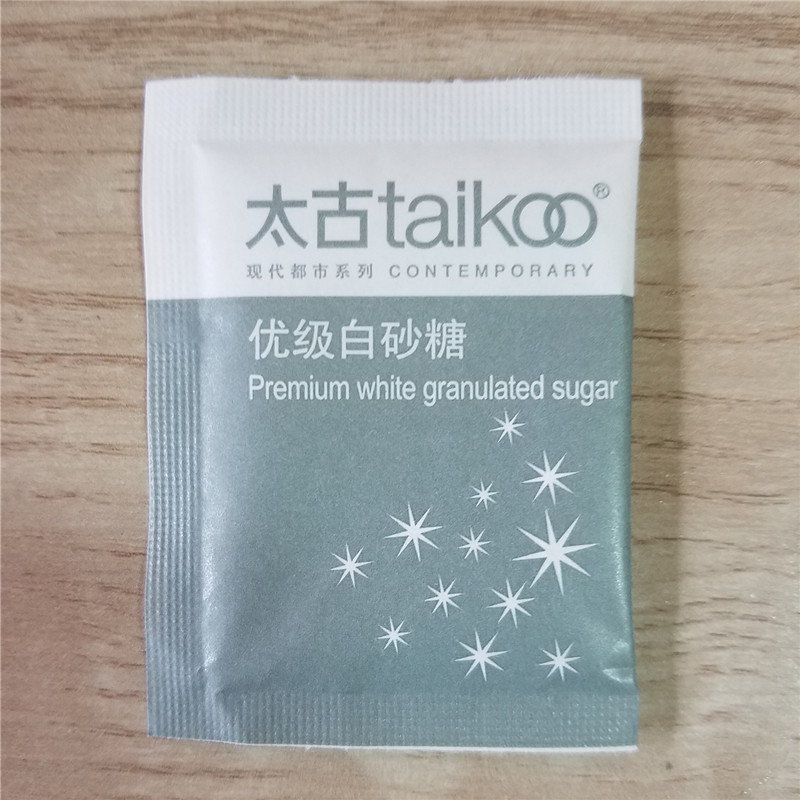 太古taikoo®
现代都市系列 CONTEMPORARY
优级白砂糖
Premium white granulated sugar